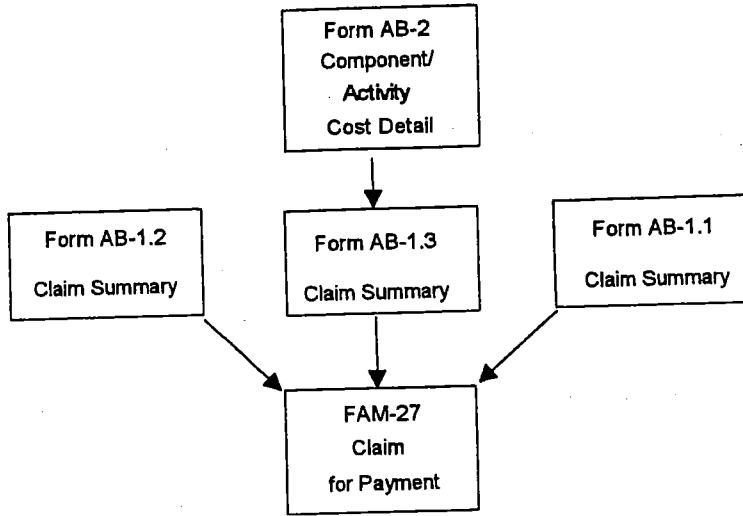 Form AB-2
Component/
Activity
Cost Detail
Form AB-1.2
Claim Summary
Form AB-1.3
Claim Summary
Form AB-1.1
Claim Summary
FAM-27
Claim
for Payment